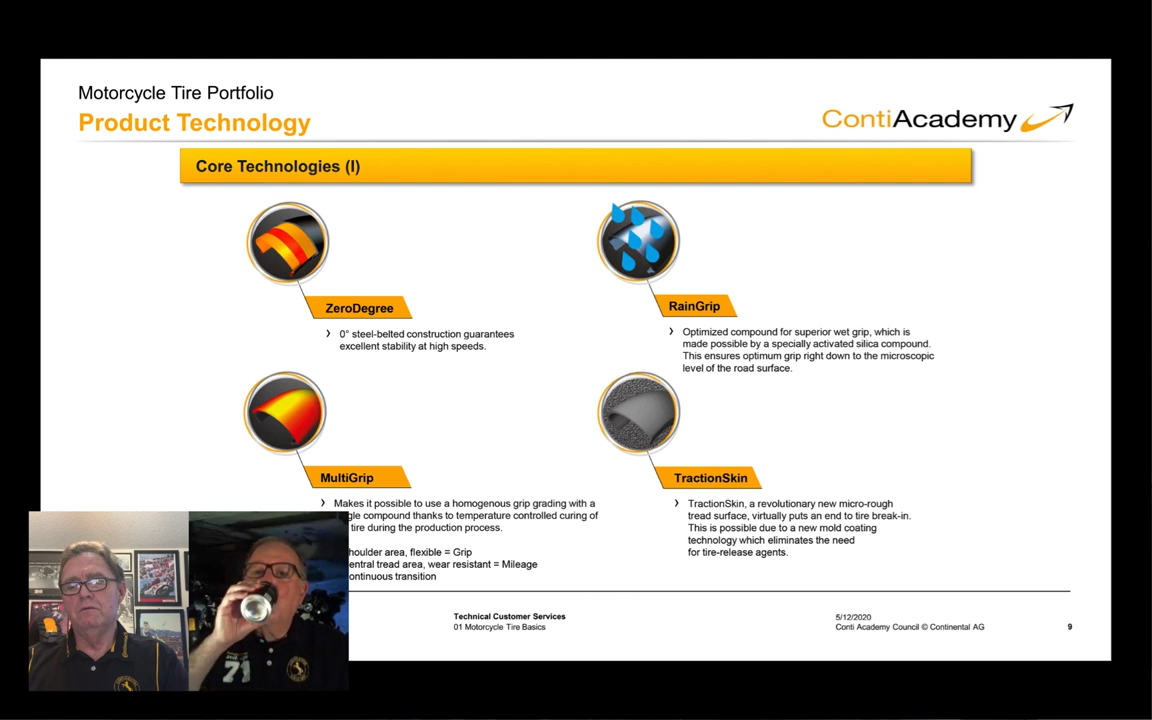 Motorcycle Tire Portfolio
Product Technology
ContiAcademy
Core Technologies (I)
ZeroDegree
› 0° steel-belted construction guarantees
excellent stability at high speeds.
RainGrip
› Optimized compound for superior wet grip, which is
made possible by a specially activated silica compound.
This ensures optimum grip right down to the microscopic
level of the road surface.
MultiGrip
› Makes it possible to use a homogenous grip grading with a
gle compound thanks to temperature controlled curing of
tire during the production process.
houlder area, flexible = Grip
entral tread area, wear resistant = Mileage
ontinuous transition
TractionSkin
› TractionSkin, a revolutionary new micro-rough
tread surface, virtually puts an end to tire break-in.
This is possible due to a new mold coating
technology which eliminates the need
for tire-release agents.
71
Technical Customer Services
01 Motorcycle Tire Basics
5/12/2020
Conti Academy Council © Continental AG
9